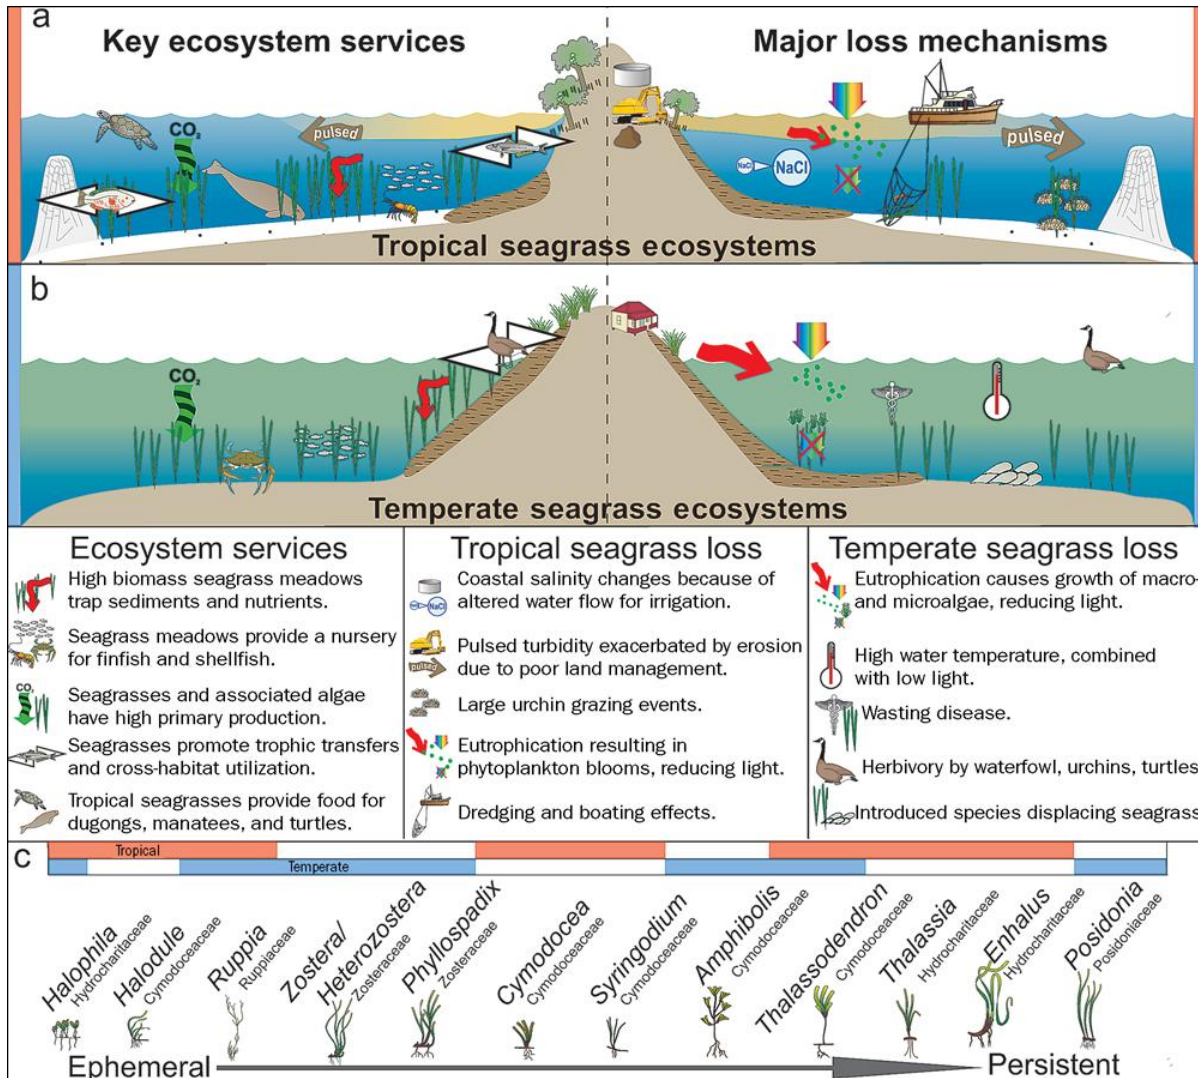 a
Key ecosystem services
Major loss mechanisms
CO₂
pulsed
NaCl
NaCl
pulsed
Tropical seagrass ecosystems
b
CO₂
Temperate seagrass ecosystems
Ecosystem services
High biomass seagrass meadows
trap sediments and nutrients.
Seagrass meadows provide a nursery
for finfish and shellfish.
CO₂
Seagrasses and associated algae
have high primary production.
Seagrasses promote trophic transfers
and cross-habitat utilization.
Tropical seagrasses provide food for
dugongs, manatees, and turtles.
Tropical seagrass loss
Coastal salinity changes because of
altered water flow for irrigation.
NaCl
Pulsed turbidity exacerbated by erosion
due to poor land management.
pulsed
Large urchin grazing events.
Eutrophication resulting in
phytoplankton blooms, reducing light.
Dredging and boating effects.
Temperate seagrass loss
Eutrophication causes growth of macro-
and microalgae, reducing light.
High water temperature, combined
with low light.
Wasting disease.
Herbivory by waterfowl, urchins, turtles
Introduced species displacing seagrass
c
Tropical
Temperate
Halophila
Hydrocharitaceae
Halodule
Cymodoceaceae
Ruppia
Ruppiaceae
Zostera/
Heterozostera
Zosteraceae
Phyllospadix
Zosteraceae
Cymodocea
Cymodoceaceae
Syringodium
Cymodoceaceae
Amphibolis
Cymodoceaceae
Thalassodendron
Cymodoceaceae
Thalassia
Hydrocharitaceae
Enhalus
Hydrocharitaceae
Posidonia
Posidoniaceae
Ephemeral
Persistent